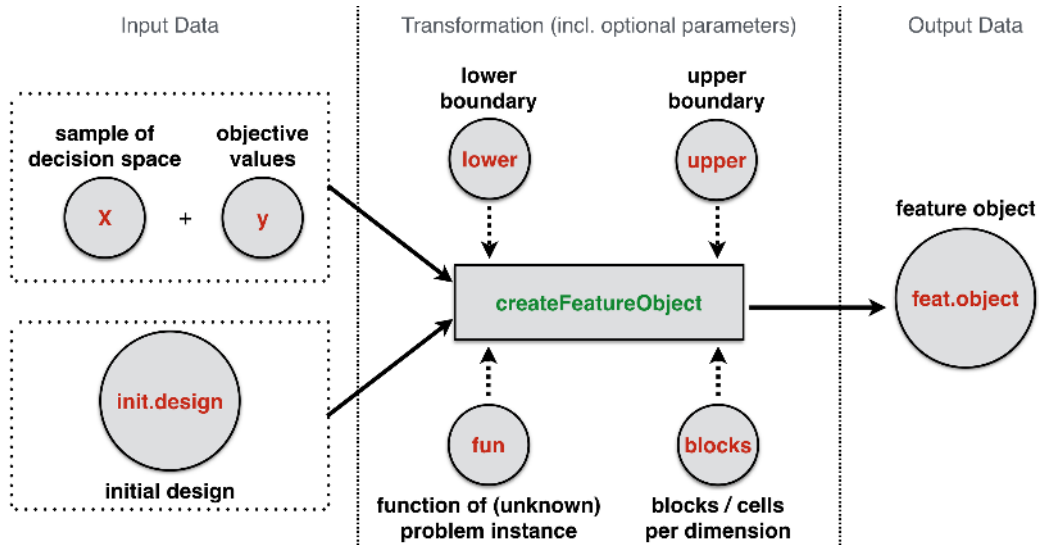 Input Data
Transformation (incl. optional parameters)
Output Data
sample of
decision space
objective
values
X
+
y
init.design
initial design
lower
boundary
lower
upper
boundary
upper
createFeatureObject
fun
function of (unknown)
problem instance
blocks
blocks / cells
per dimension
feature object
feat.object